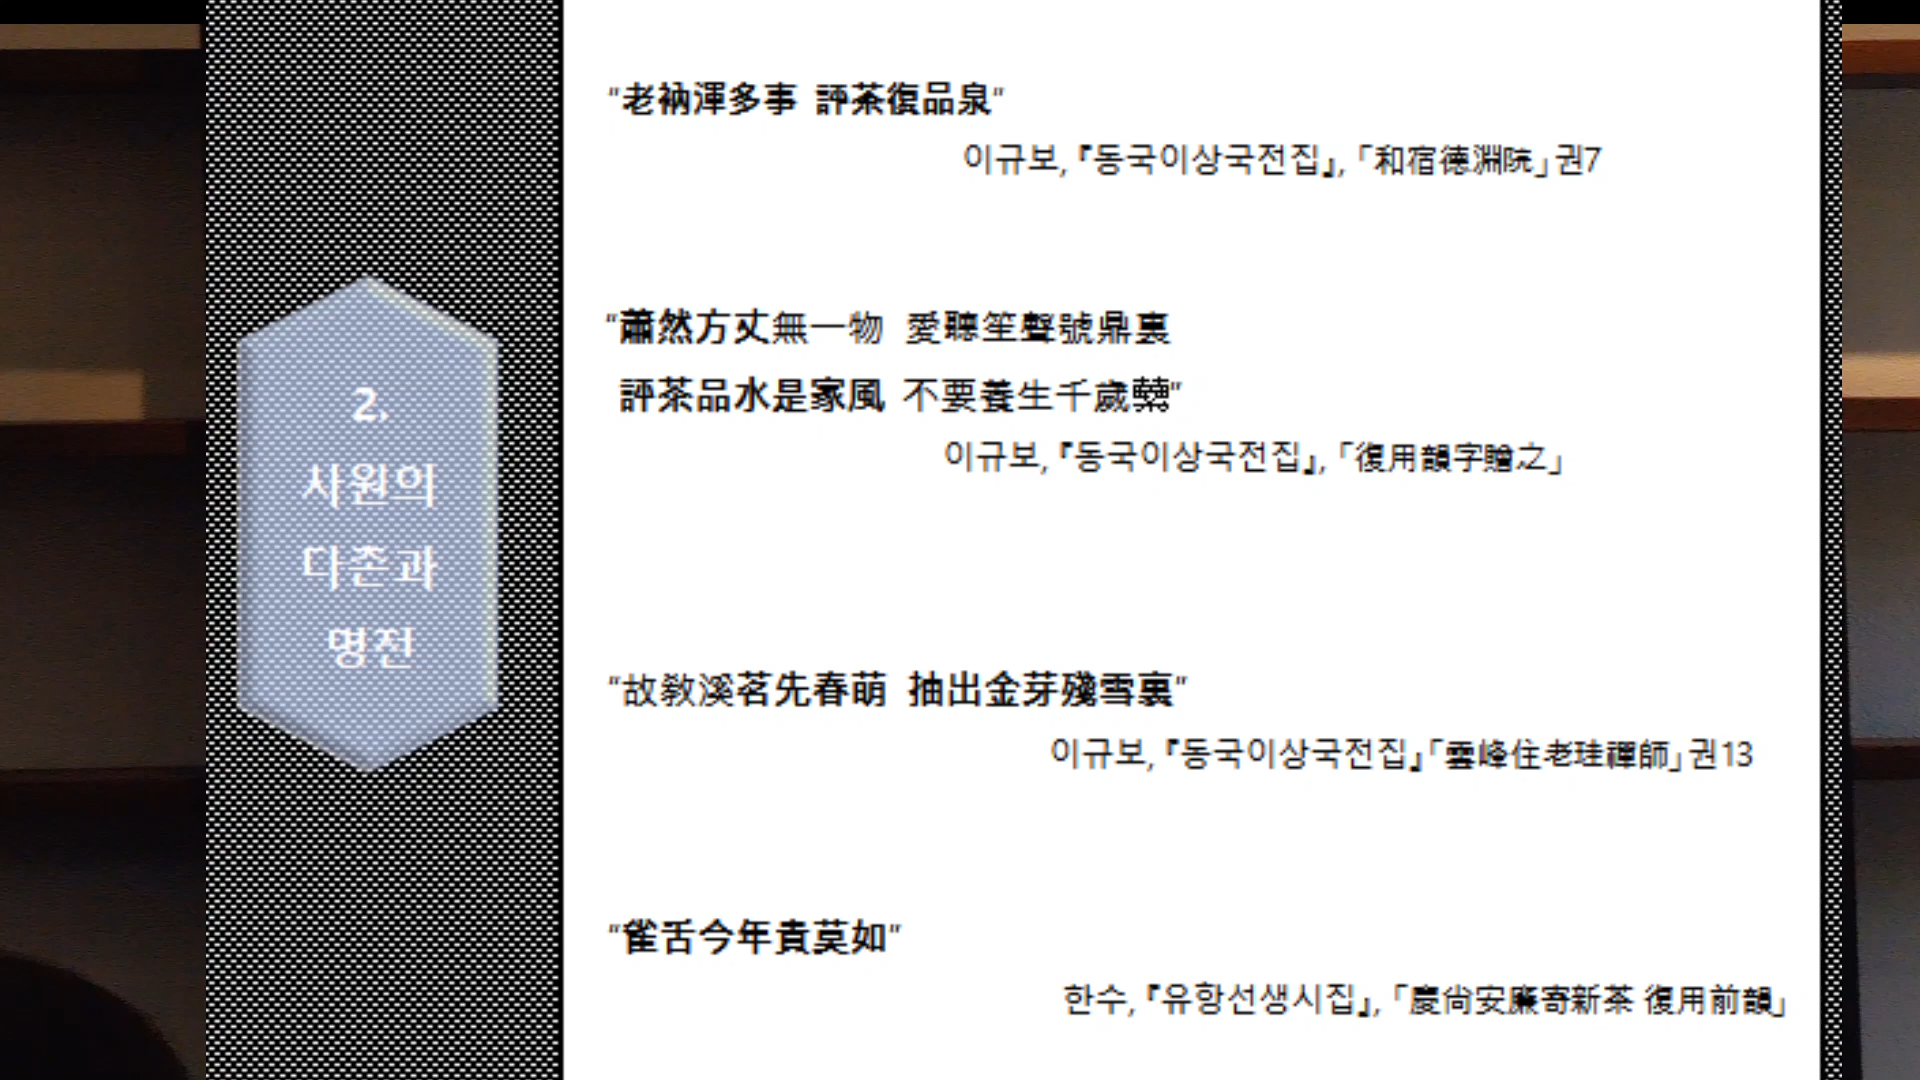 2.
사원의
다존과
명전
"老衲渾多事 評茶復品泉"
이규보, 『동국이상국전집』, 「和宿德淵院」권7
"蕭然方丈無一物 愛聽笙聲號鼎裏
評茶品水是家風 不要養生千歲"
이규보, 『동국이상국전집』, 「復用韻字贈之」
"故敎溪茗先春萌 抽出金芽殘雪裏"
이규보, 『동국이상국전집』「雲峰住老珪禪師」권13
"雀舌今年貴莫如"
한수, 『유항선생시집』, 「慶尙安廉寄新茶 復用前韻」